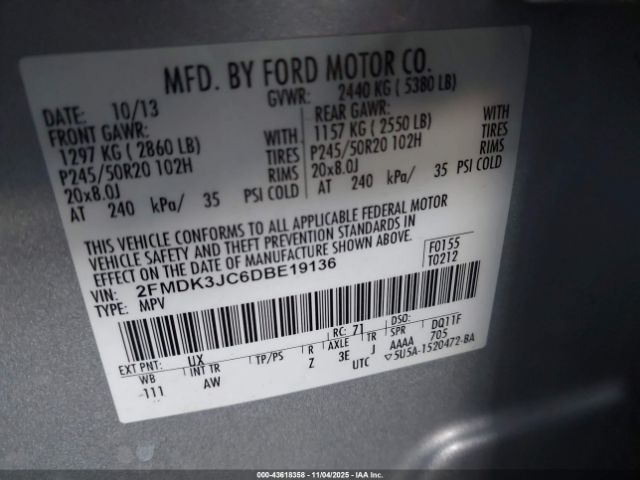 MFD. BY FORD MOTOR CO.
DATE: 10/13 GVWR: 2440 KG ( 5380 LB)
FRONT GAWR: WITH REAR GAWR: WITH
1297 KG ( 2860 LB) TIRES 1157 KG ( 2550 LB) TIRES
P245/50R20 102H RIMS P245/50R20 102H RIMS
20x8.0J 20x8.0J
AT 240 kPa/ 35 PSI COLD AT 240 kPa/ 35 PSI COLD
THIS VEHICLE CONFORMS TO ALL APPLICABLE FEDERAL MOTOR
VEHICLE SAFETY AND THEFT PREVENTION STANDARDS IN
EFFECT ON THE DATE OF MANUFACTURE SHOWN ABOVE.
VIN: 2FMDK3JC6DBE19136 F0155
TYPE: MPV T0212
EXT PNT: UX RC: 71 DSO:
WB INT TR TP/PS R AXLE TR SPR DQ11F
-111 AW Z 3E J AAAA 705
UTC ▽5U5A-1520472-BA
000-43618358 - 11/04/2025 - IAA Inc.